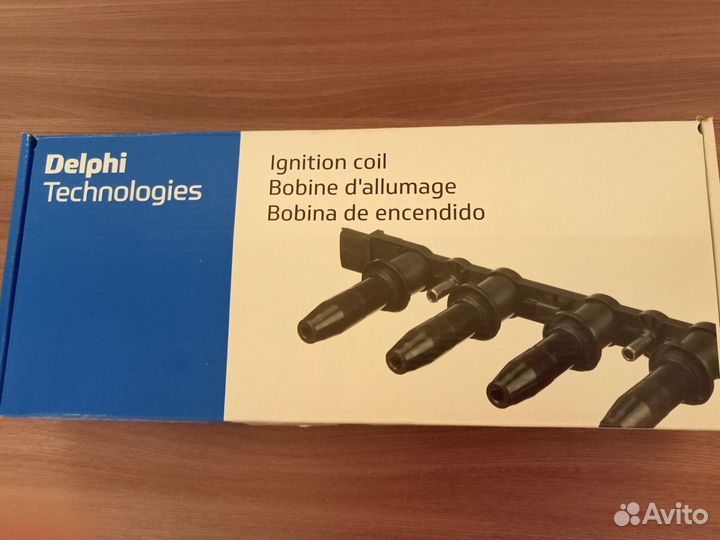 Delphi
Technologies
Ignition coil
Bobine d'allumage
Bobina de encendido
Avito